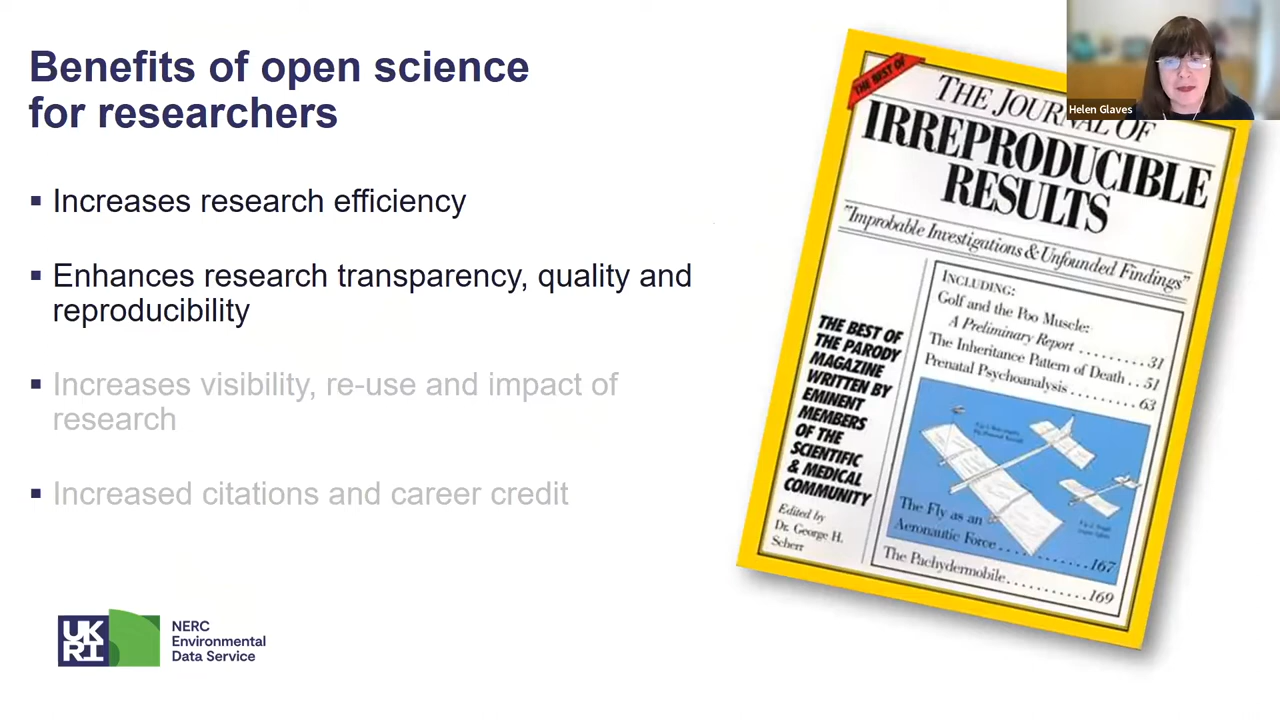 Benefits of open science
for researchers
▪ Increases research efficiency
▪ Enhances research transparency, quality and
reproducibility
▪ Increases visibility, re-use and impact of
research
▪ Increased citations and career credit
UK
RI
NERC
Environmental
Data Service
Helen Glaves
THE BEST OF
THE JOURNAL OF
IRREPRODUCIBLE
RESULTS
"Improbable Investigations & Unfounded Findings"
THE BEST OF
THE PARODY
MAGAZINE
WRITTEN BY
EMINENT
MEMBERS
OF THE
SCIENTIFIC
& MEDICAL
COMMUNITY
Edited by
Dr. George H.
Scherr
INCLUDING:
Golf and the Poo Muscle:
A Preliminary Report ........31
The Inheritance Pattern of Death ..51
Prenatal Psychoanalysis ........63
The Fly as an
Aeronautic Force ..........167
The Pachydermobile ..........169